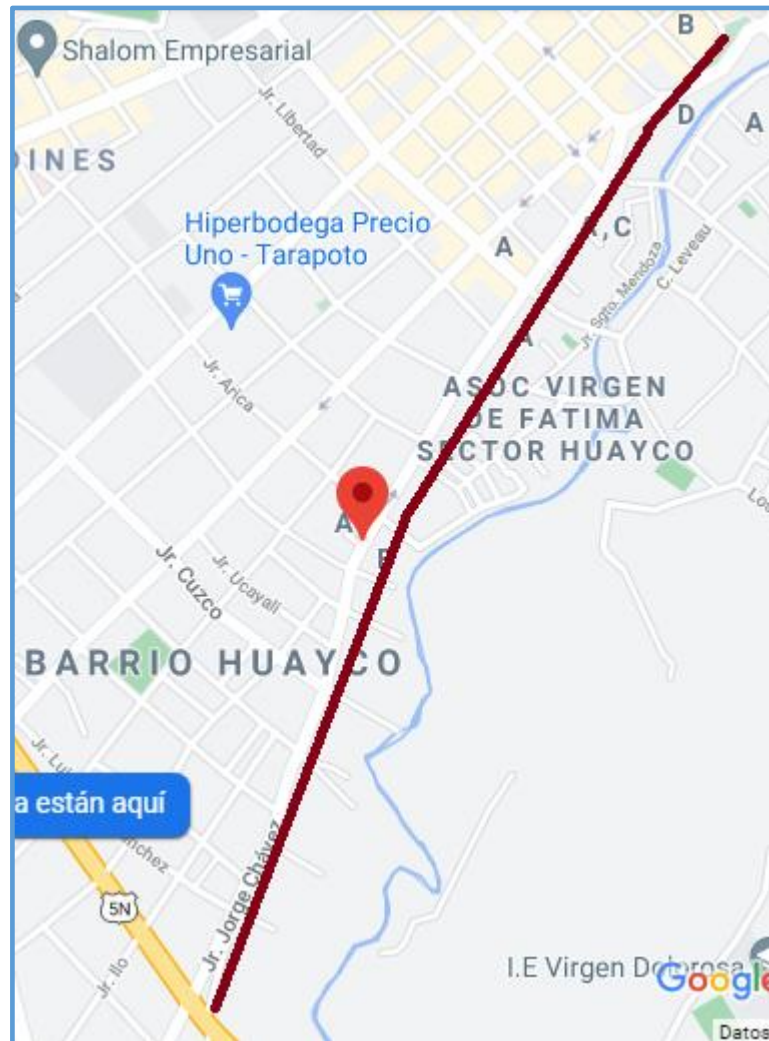 B
Shalom Empresarial
Jr. Libertad
D
A
DINES
Hiperbodega Precio
Uno - Tarapoto
A
A, C
C. Leveau
Jr. Sgto. Mendoza
A
Jr. Arica
ASOC VIRGEN
DE FATIMA
SECTOR HUAYCO
A
Jr. Ucayali
Jr. Cuzco
BARRIO HUAYCO
a están aquí
5N
Jr. Jorge Chávez
Jr. Ilo
I.E Virgen Dolorosa
Google
Datos